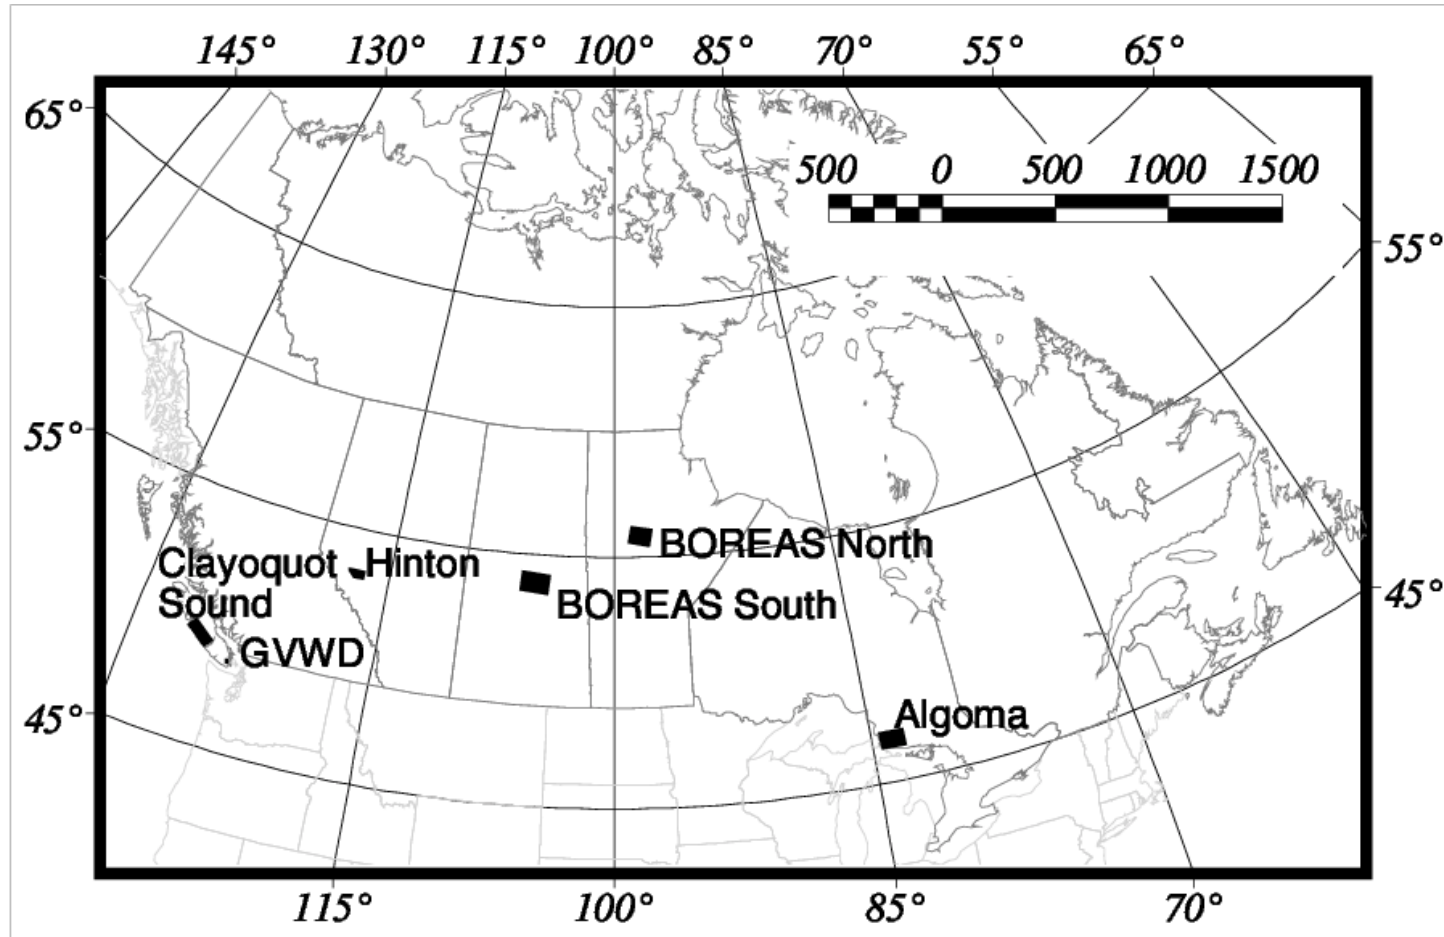 145° 130° 115° 100° 85° 70° 55° 65°
65°
500 0 500 1000 1500
55°
55°
BOREAS North
Clayoquot Hinton
45°
Sound
BOREAS South
GVWD
45°
Algoma
115° 100° 85° 70°